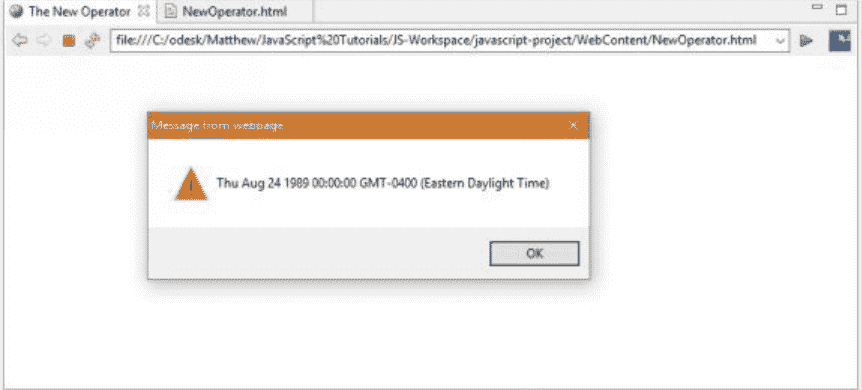 The New Operator
NewOperator.html
file:///C:/odesk/Matthew/JavaScript%20Tutorials/JS-Workspace/javascript-project/WebContent/NewOperator.html
Message from webpage
Thu Aug 24 1989 00:00:00 GMT-0400 (Eastern Daylight Time)
OK